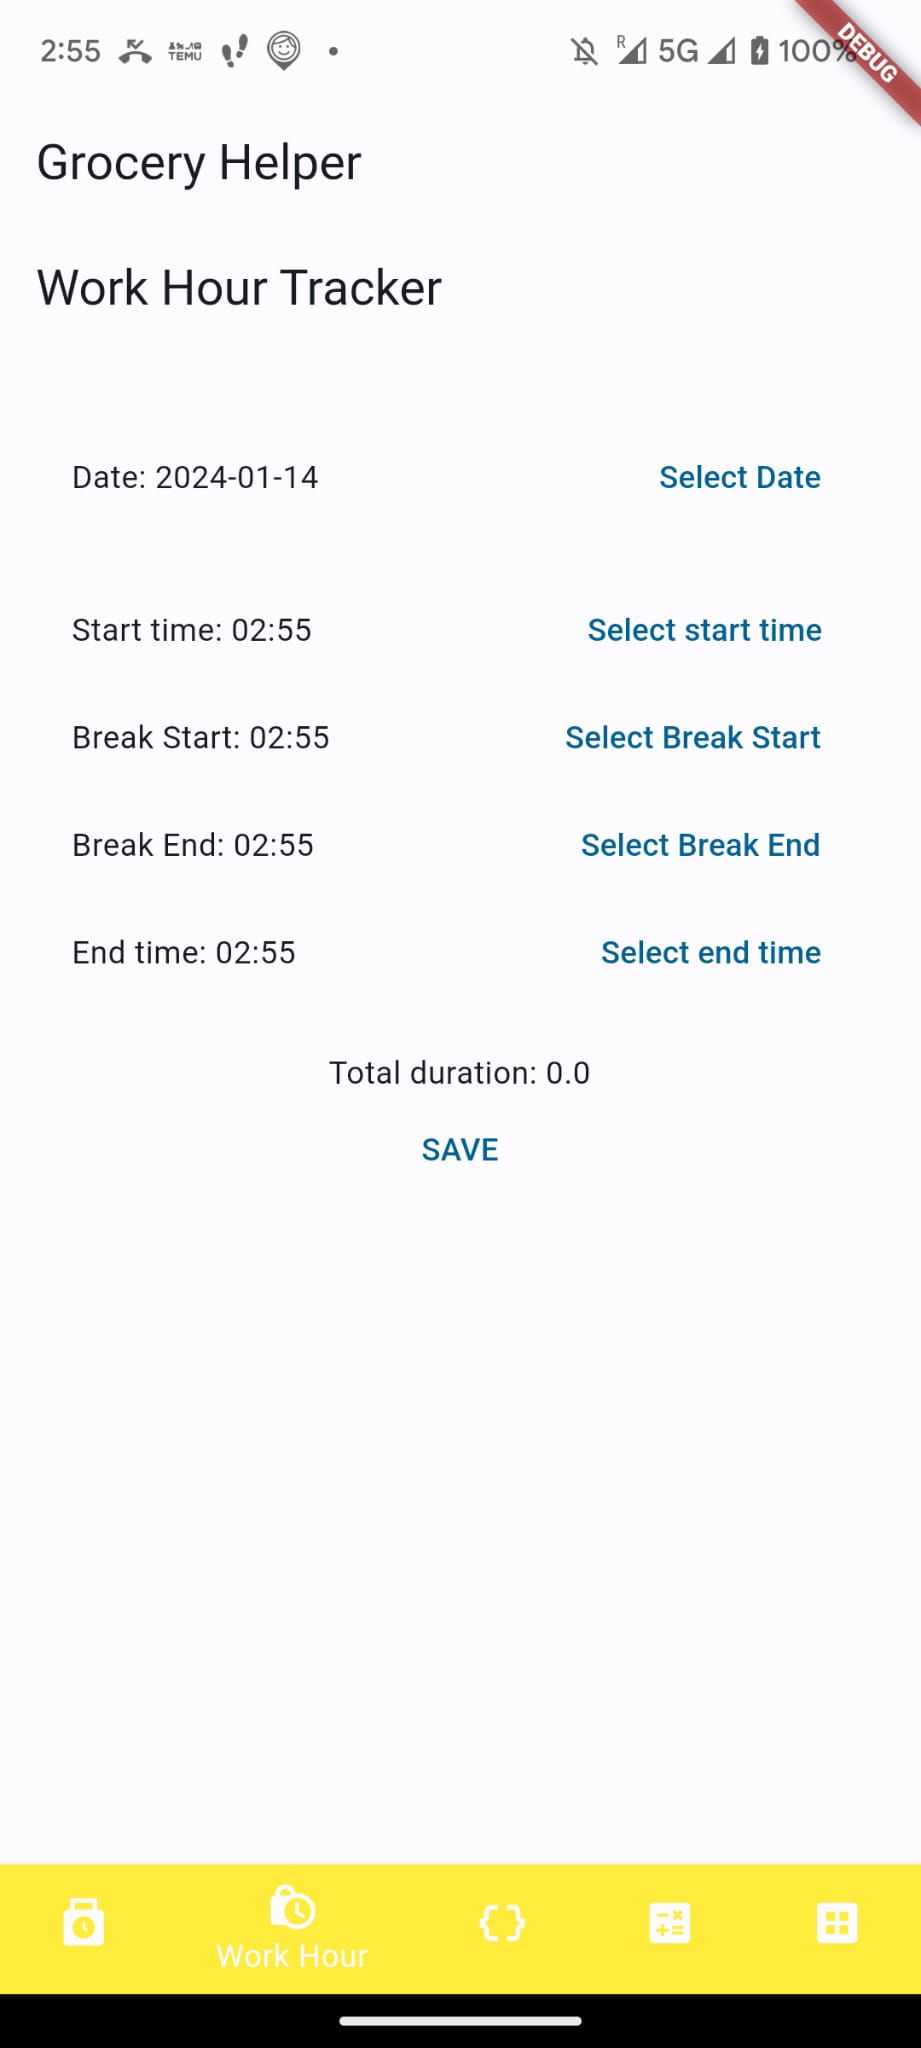 2:55 TEMU R 5G 100%
DEBUG
Grocery Helper
Work Hour Tracker
Date: 2024-01-14 Select Date
Start time: 02:55 Select start time
Break Start: 02:55 Select Break Start
Break End: 02:55 Select Break End
End time: 02:55 Select end time
Total duration: 0.0
SAVE
Work Hour